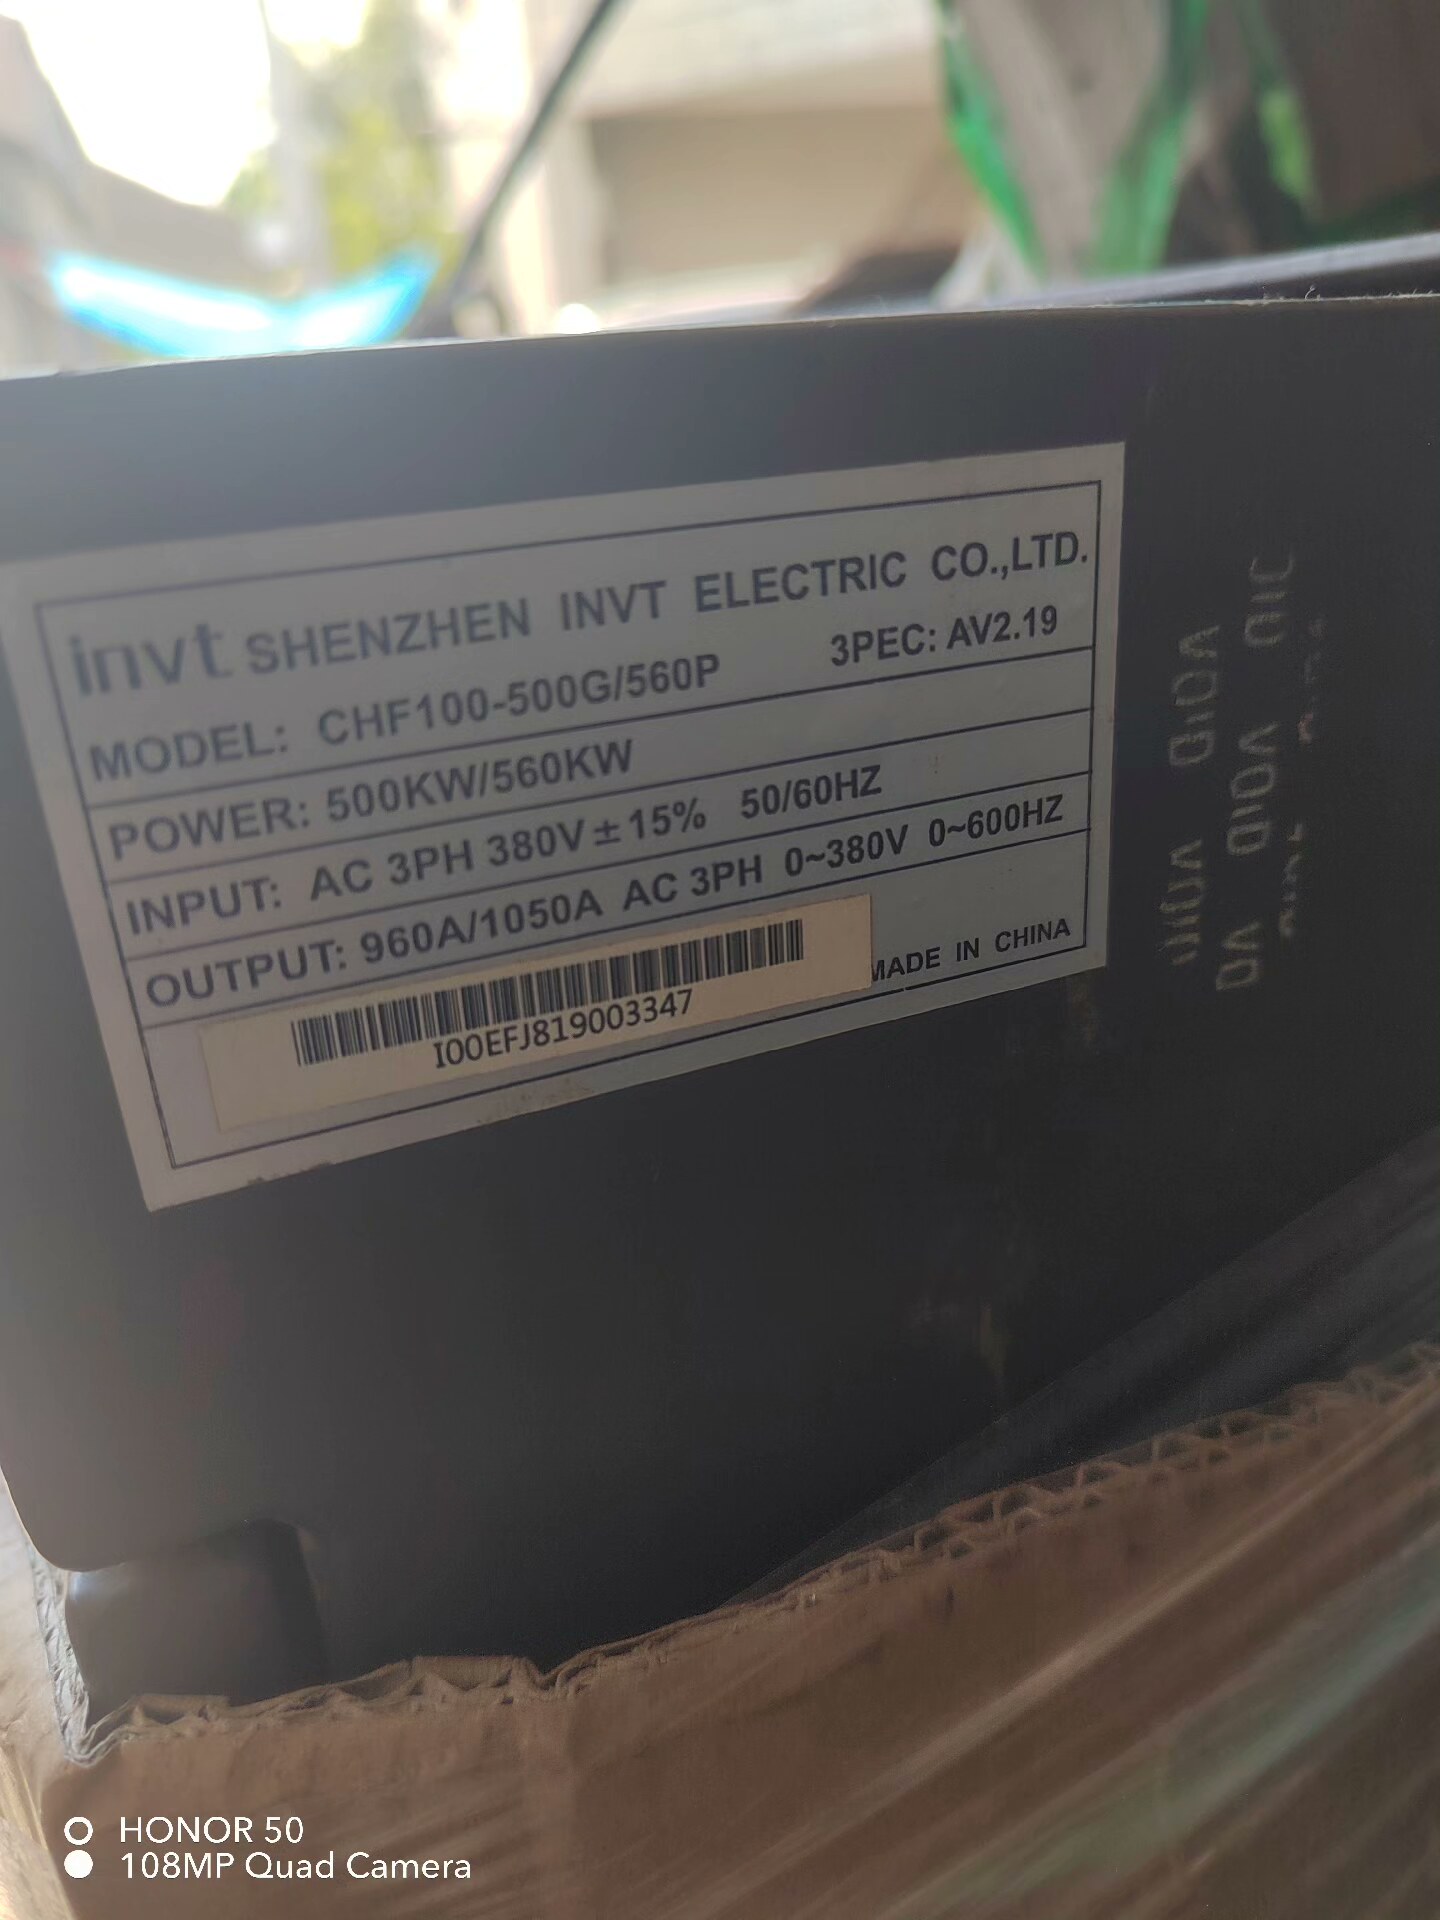 invt SHENZHEN INVT ELECTRIC CO.,LTD.
MODEL: CHF100-500G/560P 3PEC: AV2.19
POWER: 500KW/560KW
INPUT: AC 3PH 380V±15% 50/60HZ
OUTPUT: 960A/1050A AC 3PH 0~380V 0~600HZ
I00EFJ819003347
MADE IN CHINA
VOID
VOID
HONOR 50
108MP Quad Camera